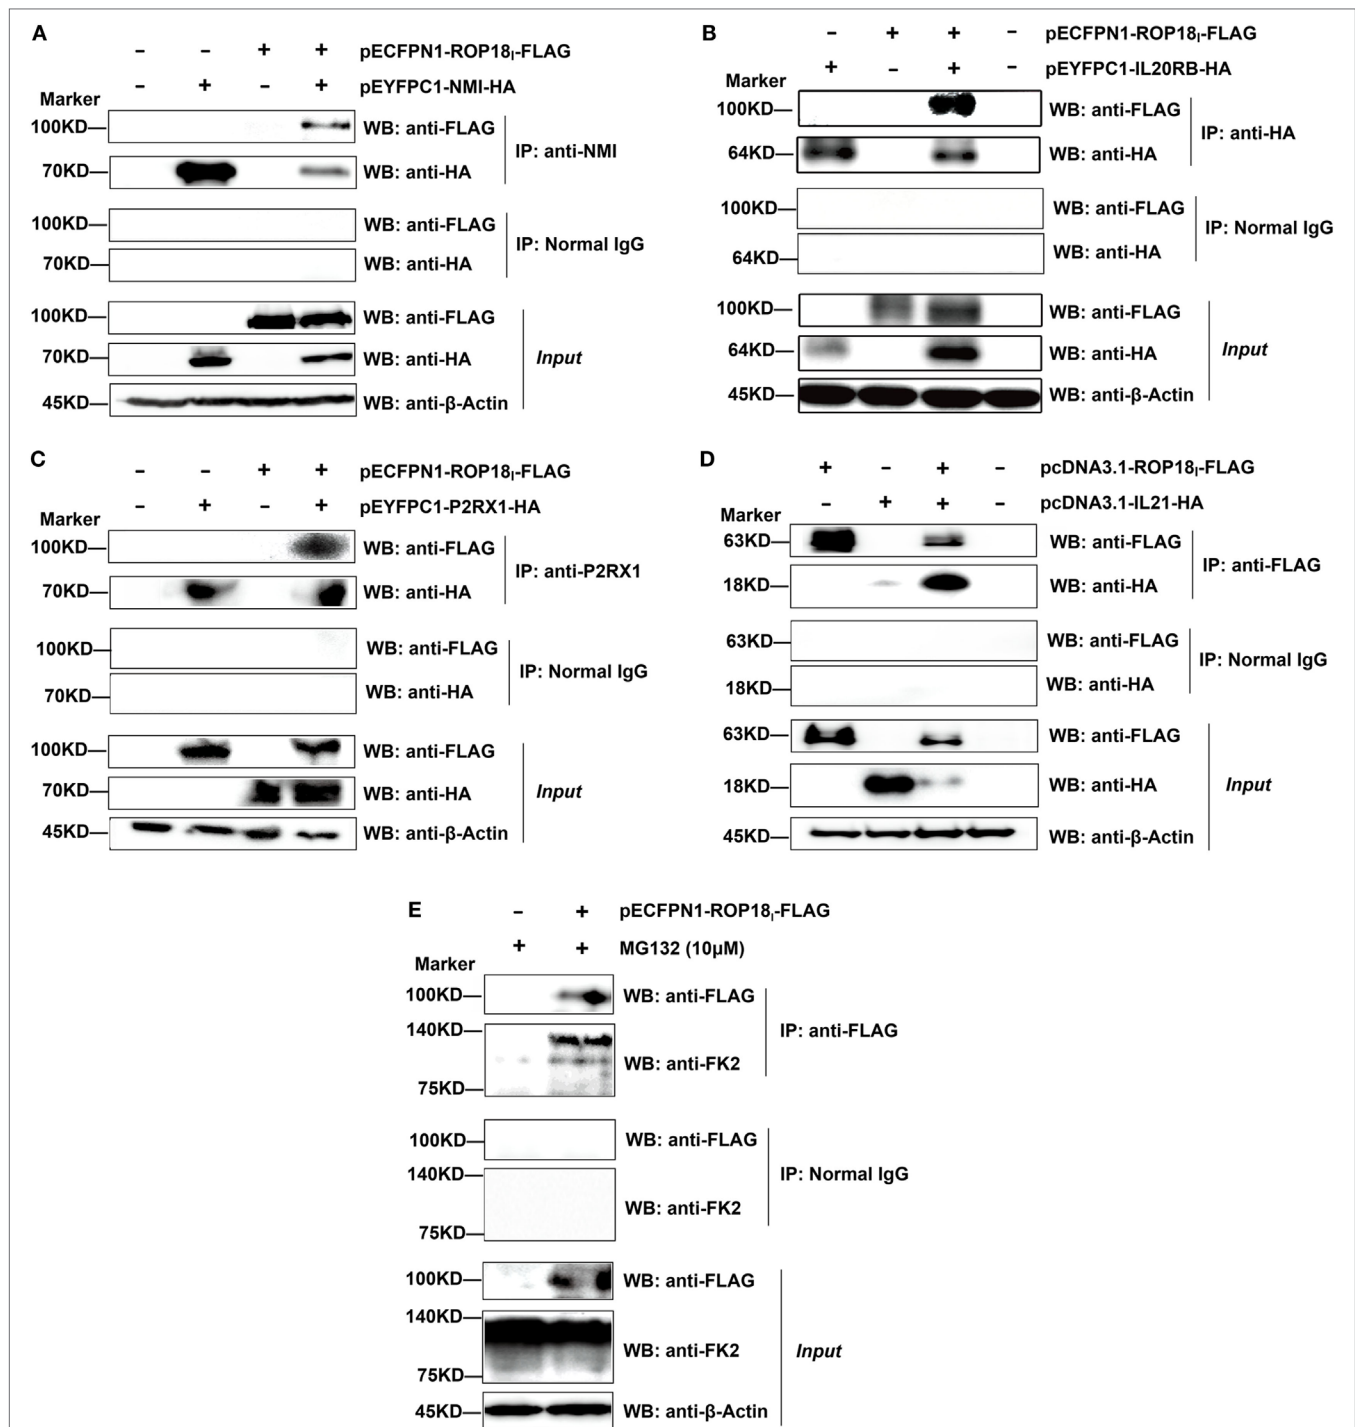 A
– – + + pECFPN1-ROP18I-FLAG
– + – + pEYFPC1-NMI-HA
Marker
100KD— WB: anti-FLAG
IP: anti-NMI
70KD— WB: anti-HA
100KD— WB: anti-FLAG
IP: Normal IgG
70KD— WB: anti-HA
100KD— WB: anti-FLAG
70KD— WB: anti-HA
Input
45KD— WB: anti-β-Actin
B
– + + – pECFPN1-ROP18I-FLAG
+ – + – pEYFPC1-IL20RB-HA
Marker
100KD— WB: anti-FLAG
IP: anti-HA
64KD— WB: anti-HA
100KD— WB: anti-FLAG
IP: Normal IgG
64KD— WB: anti-HA
100KD— WB: anti-FLAG
64KD— WB: anti-HA
Input
45KD— WB: anti-β-Actin
C
– – + + pECFPN1-ROP18I-FLAG
– + – + pEYFPC1-P2RX1-HA
Marker
100KD— WB: anti-FLAG
IP: anti-P2RX1
70KD— WB: anti-HA
100KD— WB: anti-FLAG
IP: Normal IgG
70KD— WB: anti-HA
100KD— WB: anti-FLAG
70KD— WB: anti-HA
Input
45KD— WB: anti-β-Actin
D
+ – + – pcDNA3.1-ROP18I-FLAG
– + + – pcDNA3.1-IL21-HA
Marker
63KD— WB: anti-FLAG
IP: anti-FLAG
18KD— WB: anti-HA
63KD— WB: anti-FLAG
IP: Normal IgG
18KD— WB: anti-HA
63KD— WB: anti-FLAG
18KD— WB: anti-HA
Input
45KD— WB: anti-β-Actin
E
– + pECFPN1-ROP18I-FLAG
+ + MG132 (10μM)
Marker
100KD— WB: anti-FLAG
IP: anti-FLAG
140KD—
WB: anti-FK2
75KD—
100KD— WB: anti-FLAG
IP: Normal IgG
140KD—
WB: anti-FK2
75KD—
100KD— WB: anti-FLAG
140KD—
WB: anti-FK2
Input
75KD—
45KD— WB: anti-β-Actin